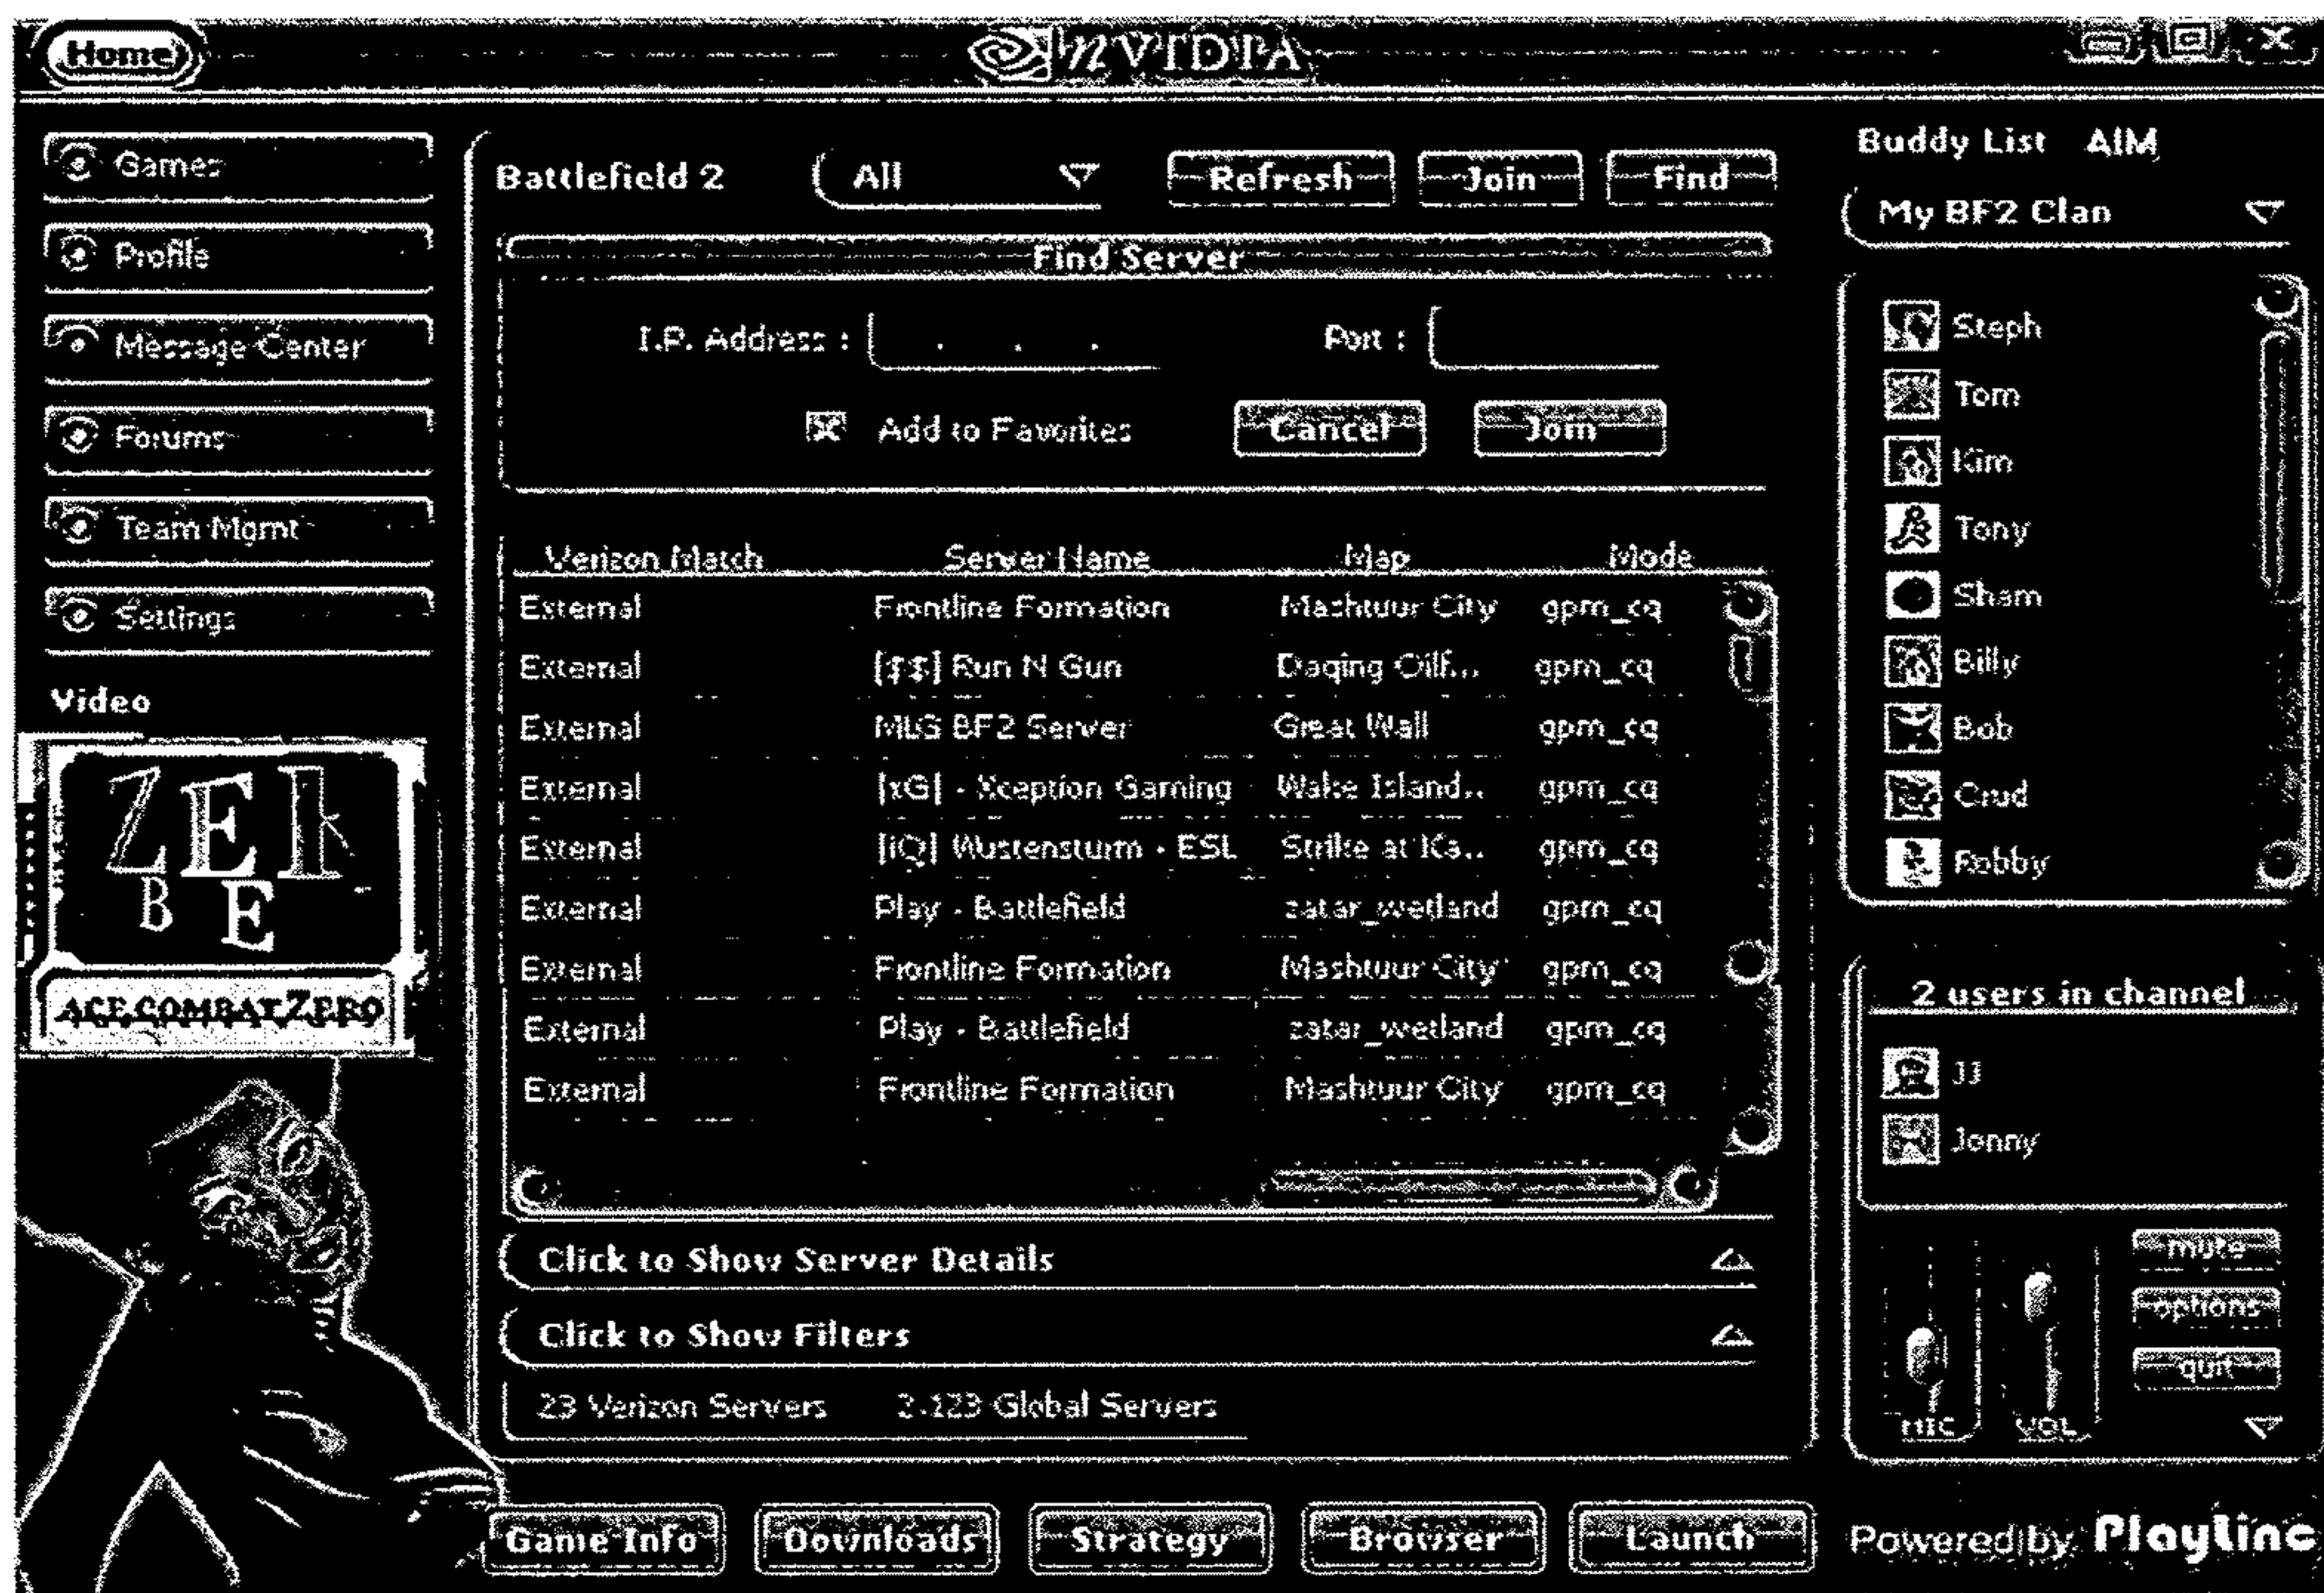 Home
nVIDIA
Games
Profile
Message Center
Forums
Team Mgmt
Settings
Video
ZEK
BE
ACE COMBAT ZERO
Battlefield 2 All Refresh Join Find
Find Server
I.P. Address : . . . Port :
Add to Favorites Cancel Join
Verizon Match Server Name Map Mode
External Frontline Formation Mashtuur City gpm_cq
External [$$] Run N Gun Daqing Oilf... gpm_cq
External MUG BF2 Server Great Wall gpm_cq
External [xG] - Xception Gaming Wake Island.. gpm_cq
External [iQ] Wustensturm - ESL Strike at Ka.. gpm_cq
External Play - Battlefield zatar_wetland gpm_cq
External Frontline Formation Mashtuur City gpm_cq
External Play - Battlefield zatar_wetland gpm_cq
External Frontline Formation Mashtuur City gpm_cq
Click to Show Server Details
Click to Show Filters
23 Verizon Servers 2,123 Global Servers
Game Info Downloads Strategy Browser Launch
Buddy List AIM
My BF2 Clan
Steph
Tom
Kim
Tony
Sham
Billy
Bob
Crud
Robby
2 users in channel
JJ
Jonny
mute
options
quit
MIC VOL
Powered by PlayLinc